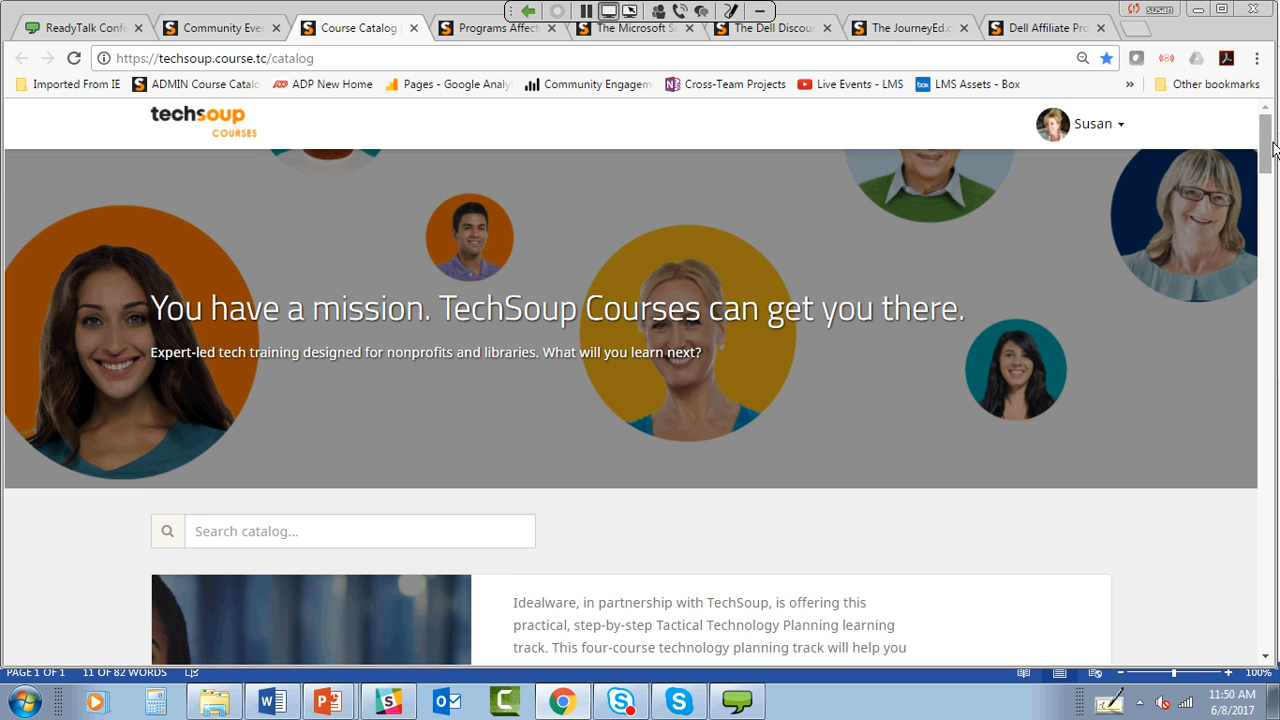 susan
ReadyTalk Confe
Community Even
Course Catalog
Programs Affect
The Microsoft So
The Dell Discour
The JourneyEd.c
Dell Affiliate Pro
https://techsoup.course.tc/catalog
Imported From IE
ADMIN Course Catalo
ADP New Home
Pages - Google Analy
Community Engagem
Cross-Team Projects
Live Events - LMS
LMS Assets - Box
»
Other bookmarks
techsoup
COURSES
Susan
You have a mission. TechSoup Courses can get you there.
Expert-led tech training designed for nonprofits and libraries. What will you learn next?
Search catalog...
Idealware, in partnership with TechSoup, is offering this
practical, step-by-step Tactical Technology Planning learning
track. This four-course technology planning track will help you
PAGE 1 OF 1 11 OF 82 WORDS
100%
11:50 AM
6/8/2017